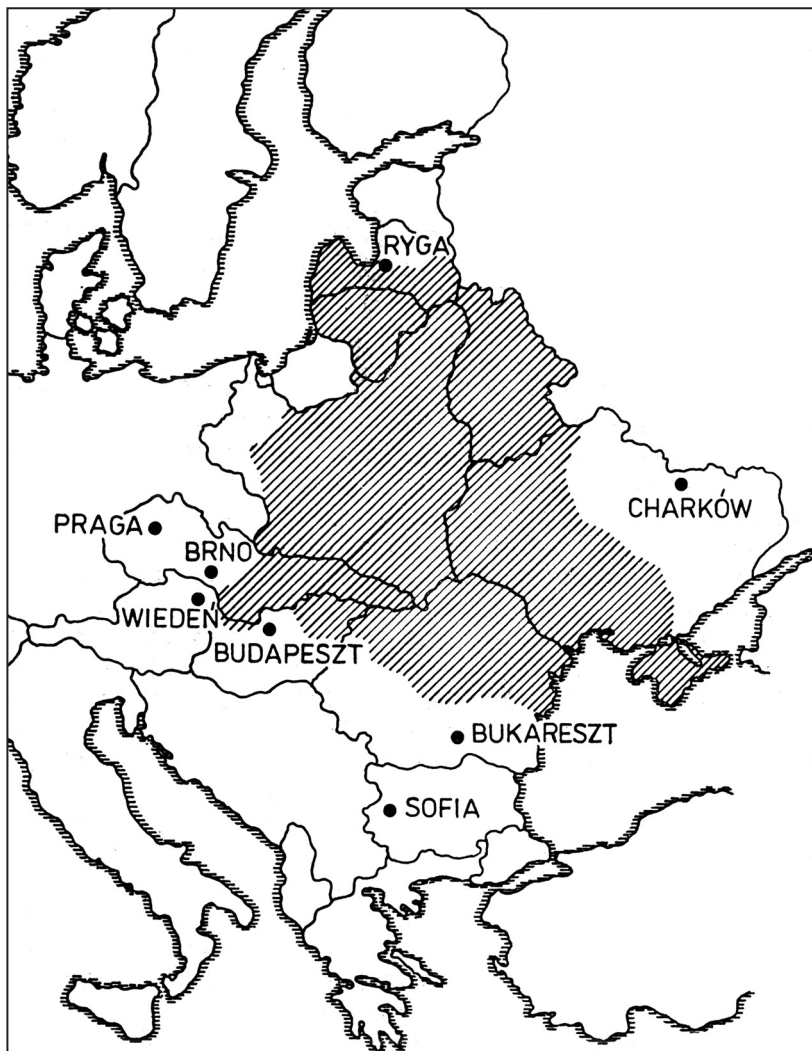 RYGA
CHARKÓW
PRAGA
BRNO
WIEDEŃ
BUDAPESZT
BUKARESZT
SOFIA